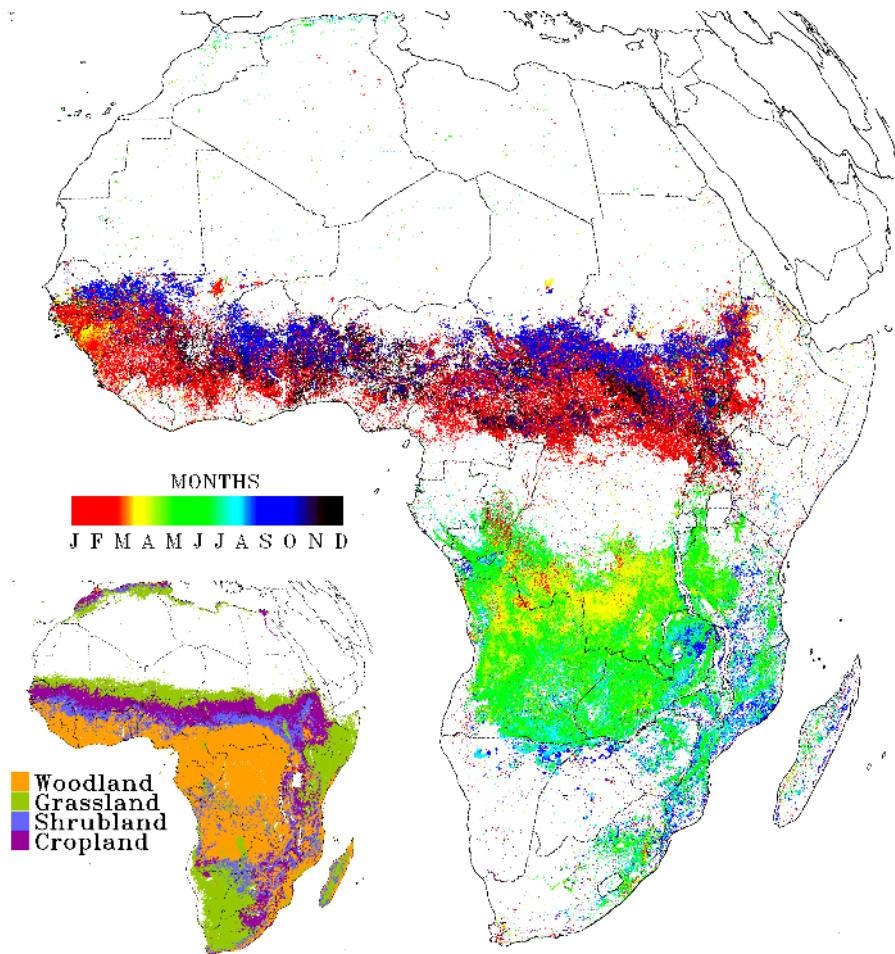 MONTHS
J F M A M J J A S O N D
Woodland
Grassland
Shrubland
Cropland